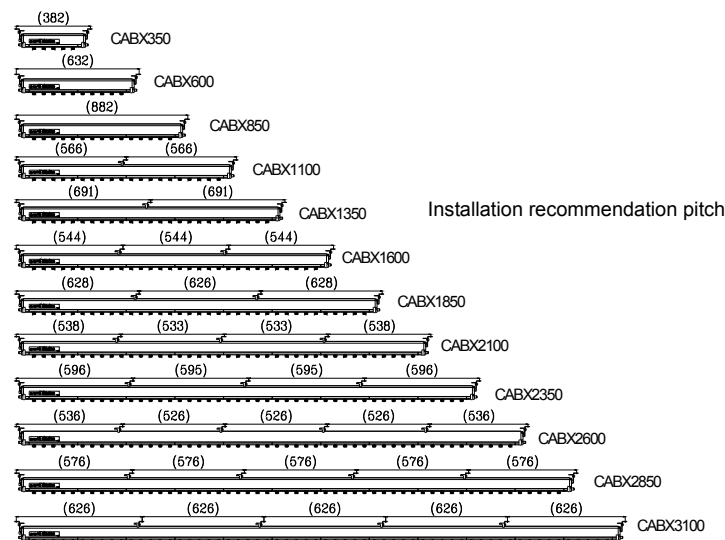 (382)
CABX350
(632)
CABX600
(882)
CABX850
(566) (566)
CABX1100
(691) (691)
CABX1350
Installation recommendation pitch
(544) (544) (544)
CABX1600
(628) (626) (628)
CABX1850
(538) (533) (533) (538)
CABX2100
(596) (595) (595) (596)
CABX2350
(536) (526) (526) (526) (536)
CABX2600
(576) (576) (576) (576) (576)
CABX2850
(626) (626) (626) (626) (626)
CABX3100